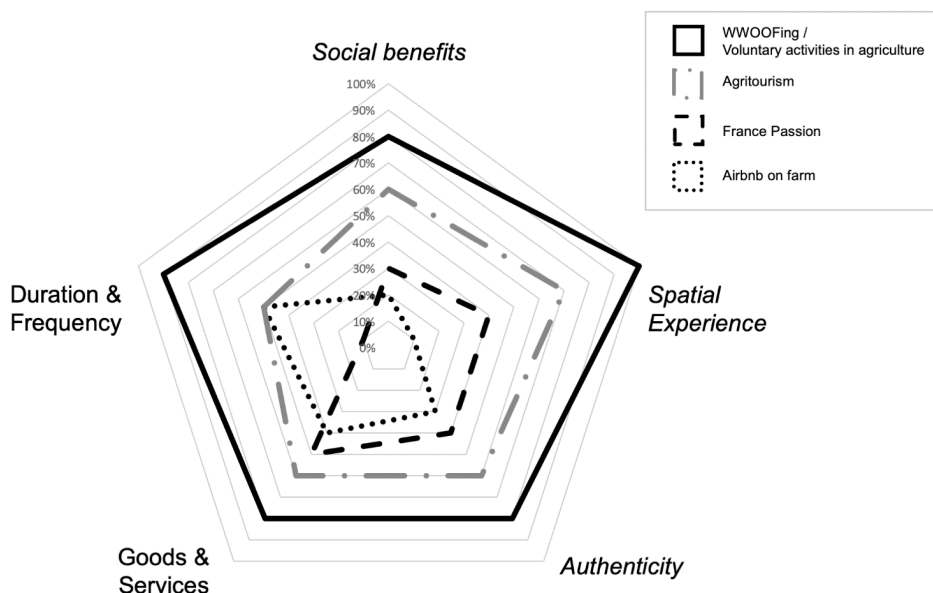 Social benefits
100%
90%
80%
70%
60%
50%
40%
30%
20%
10%
0%
Duration &
Frequency
Spatial
Experience
Goods &
Services
Authenticity
WWOOFing /
Voluntary activities in agriculture
Agritourism
France Passion
Airbnb on farm